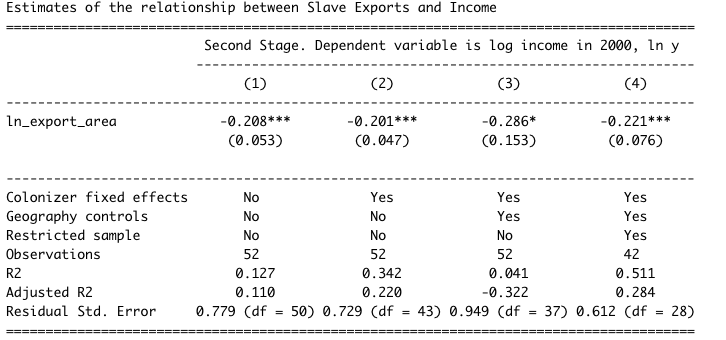 Estimates of the relationship between Slave Exports and Income
Second Stage. Dependent variable is log income in 2000, ln y
(1) (2) (3) (4)
ln_export_area -0.208*** -0.201*** -0.286* -0.221***
(0.053) (0.047) (0.153) (0.076)
Colonizer fixed effects No Yes Yes Yes
Geography controls No No Yes Yes
Restricted sample No No No Yes
Observations 52 52 52 42
R2 0.127 0.342 0.041 0.511
Adjusted R2 0.110 0.220 -0.322 0.284
Residual Std. Error 0.779 (df = 50) 0.729 (df = 43) 0.949 (df = 37) 0.612 (df = 28)